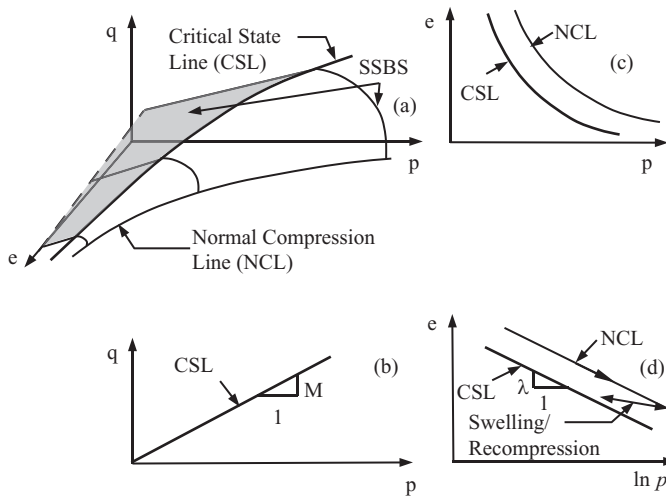 q
Critical State
Line (CSL)
SSBS
(a)
p
Normal Compression
Line (NCL)
e
e
NCL
(c)
CSL
p
q
CSL
(b)
M
1
p
e
NCL
(d)
CSL
λ
1
Swelling/
Recompression
ln p